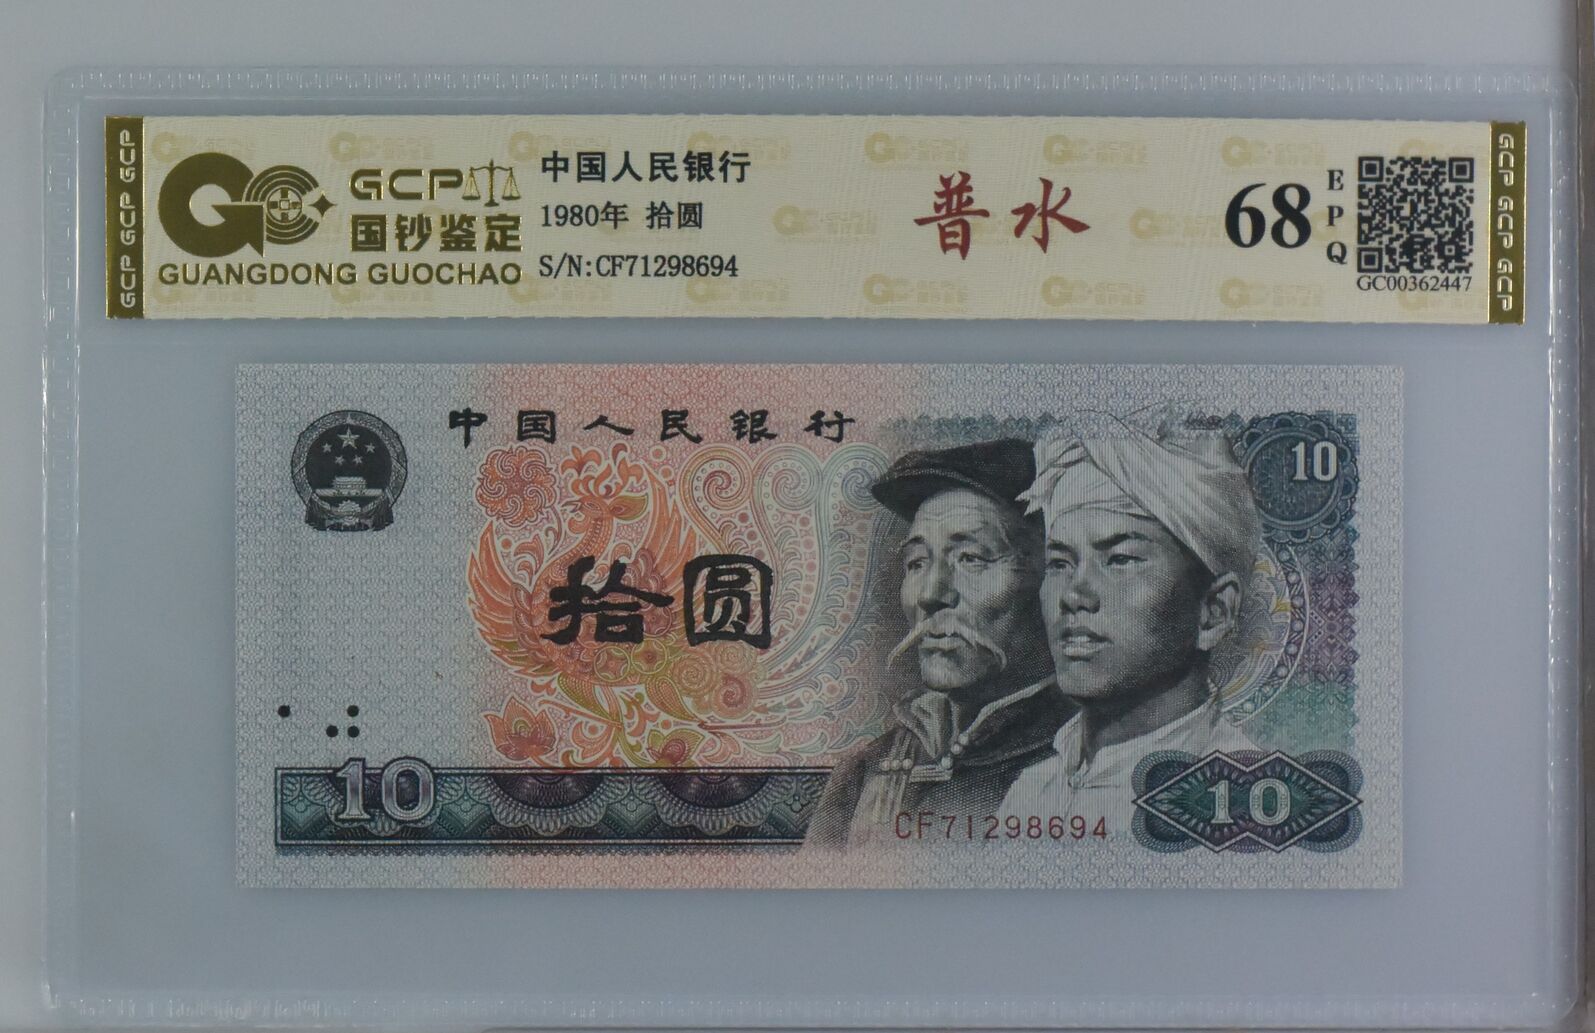 GCP GCP GCP
GCP
国钞鉴定
GUANGDONG GUOCHAO
中国人民银行
1980年 拾圆
S/N:CF71298694
普水
68
EPQ
GC00362447
GCP GCP GCP
中国人民银行
10
拾圆
10
CF71298694
10